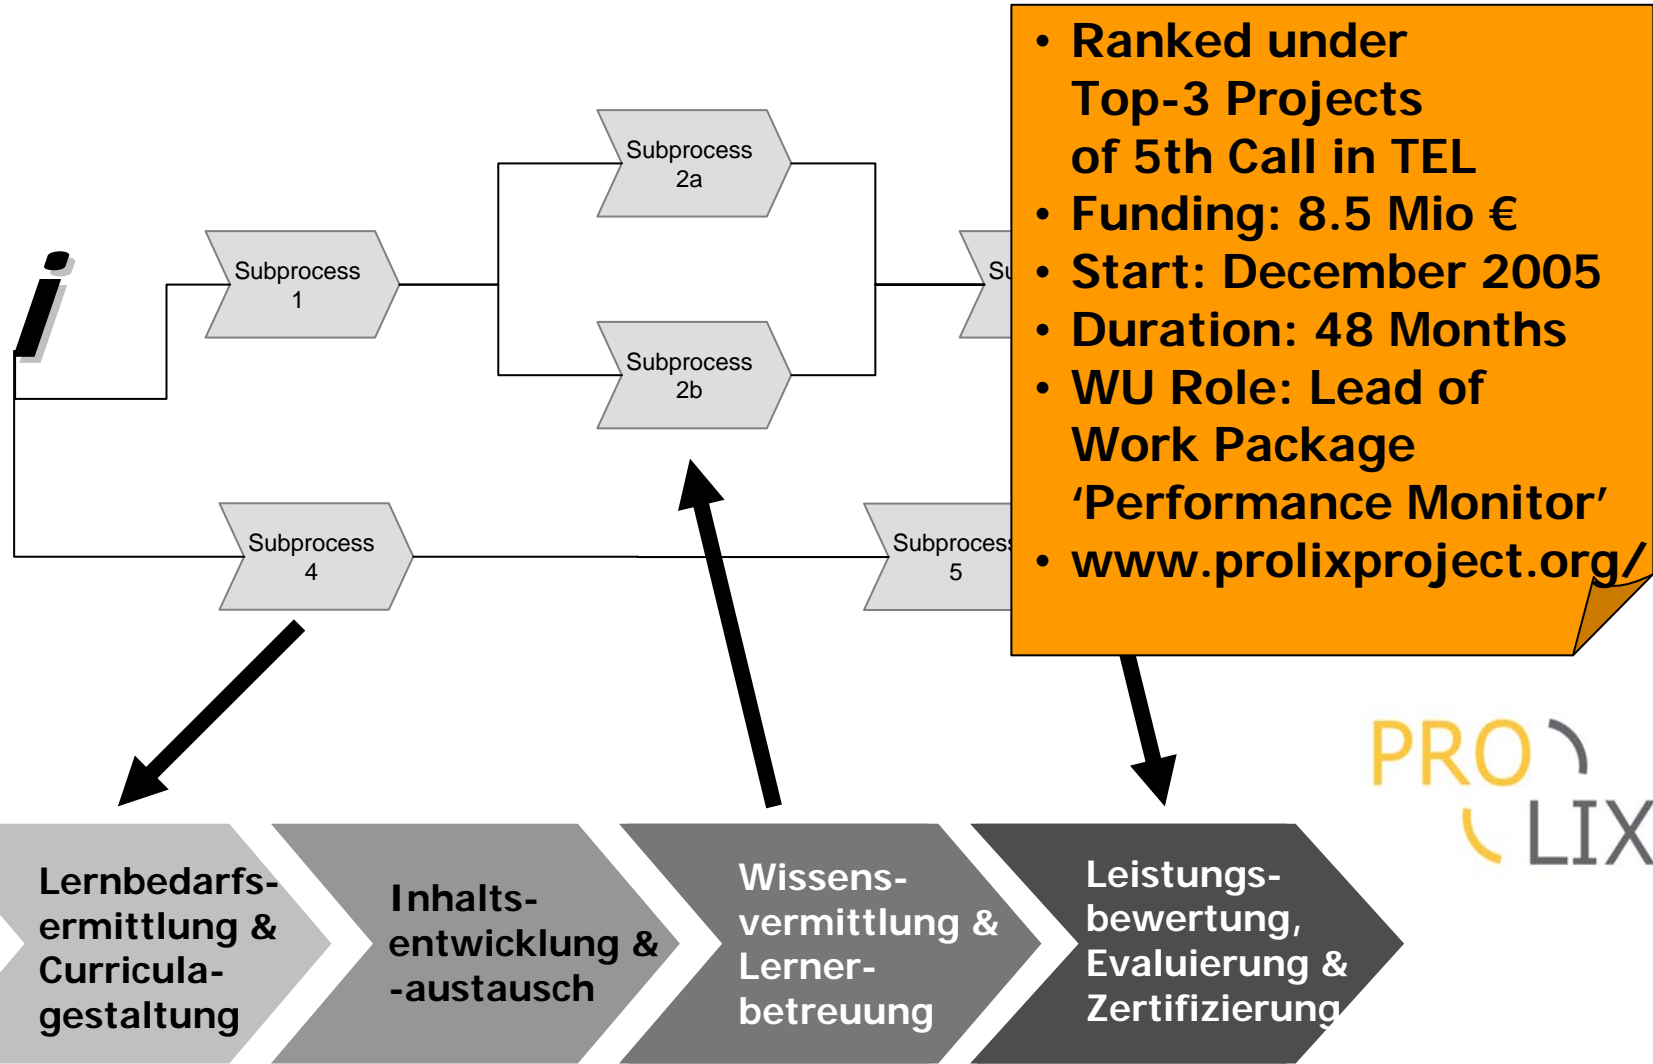 • Ranked under
Top-3 Projects
of 5th Call in TEL
• Funding: 8.5 Mio €
• Start: December 2005
• Duration: 48 Months
• WU Role: Lead of
Work Package
‘Performance Monitor’
• www.prolixproject.org/
i
Subprocess
1
Subprocess
2a
Subprocess
2b
Subprocess
4
Subprocess
5
PRO
LIX
Lernbedarfs-
ermittlung &
Curricula-
gestaltung
Inhalts-
entwicklung &
-austausch
Wissens-
vermittlung &
Lerner-
betreuung
Leistungs-
bewertung,
Evaluierung &
Zertifizierung